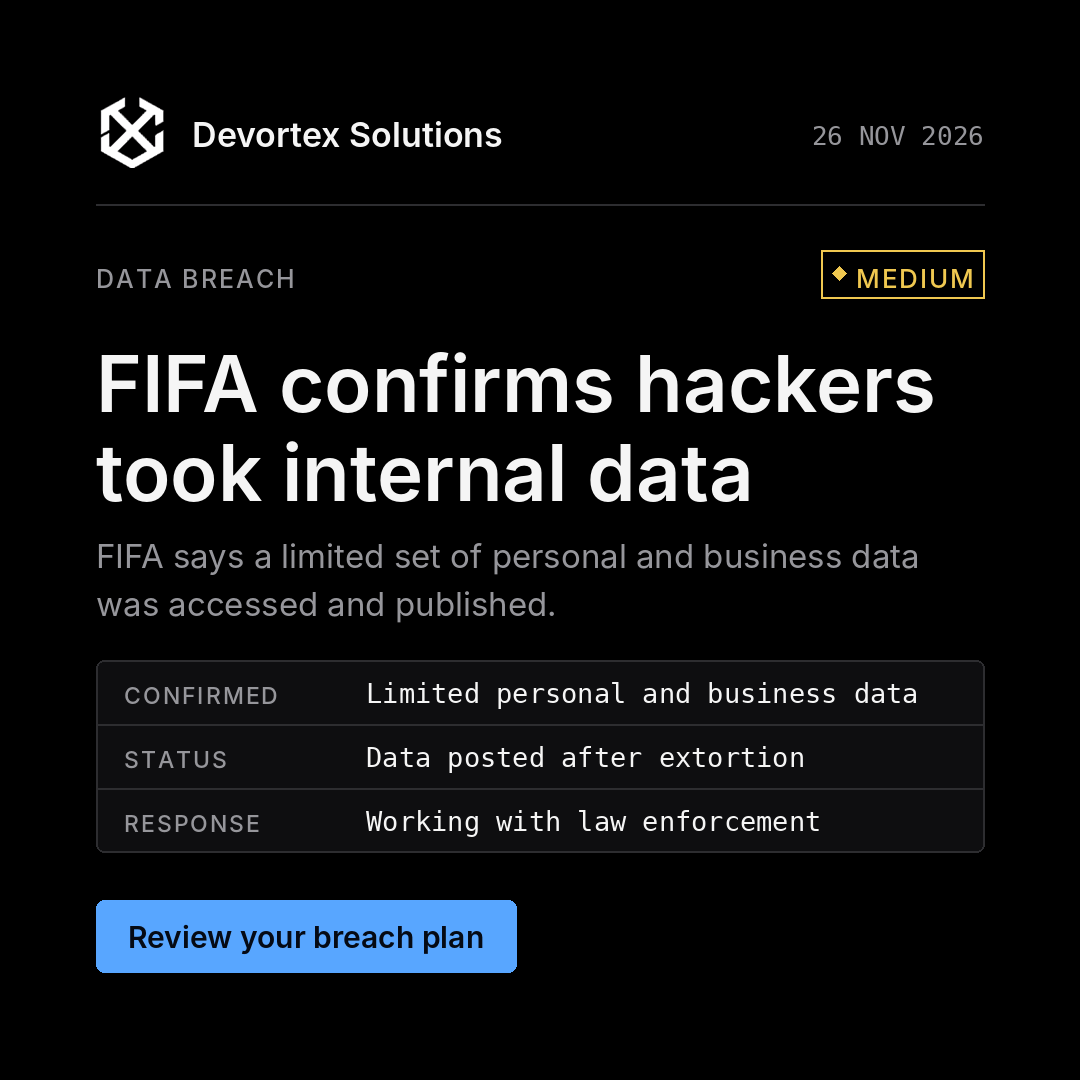 Devortex Solutions
26 NOV 2026
DATA BREACH
MEDIUM
FIFA confirms hackers
took internal data
FIFA says a limited set of personal and business data
was accessed and published.
CONFIRMED Limited personal and business data
STATUS Data posted after extortion
RESPONSE Working with law enforcement
Review your breach plan